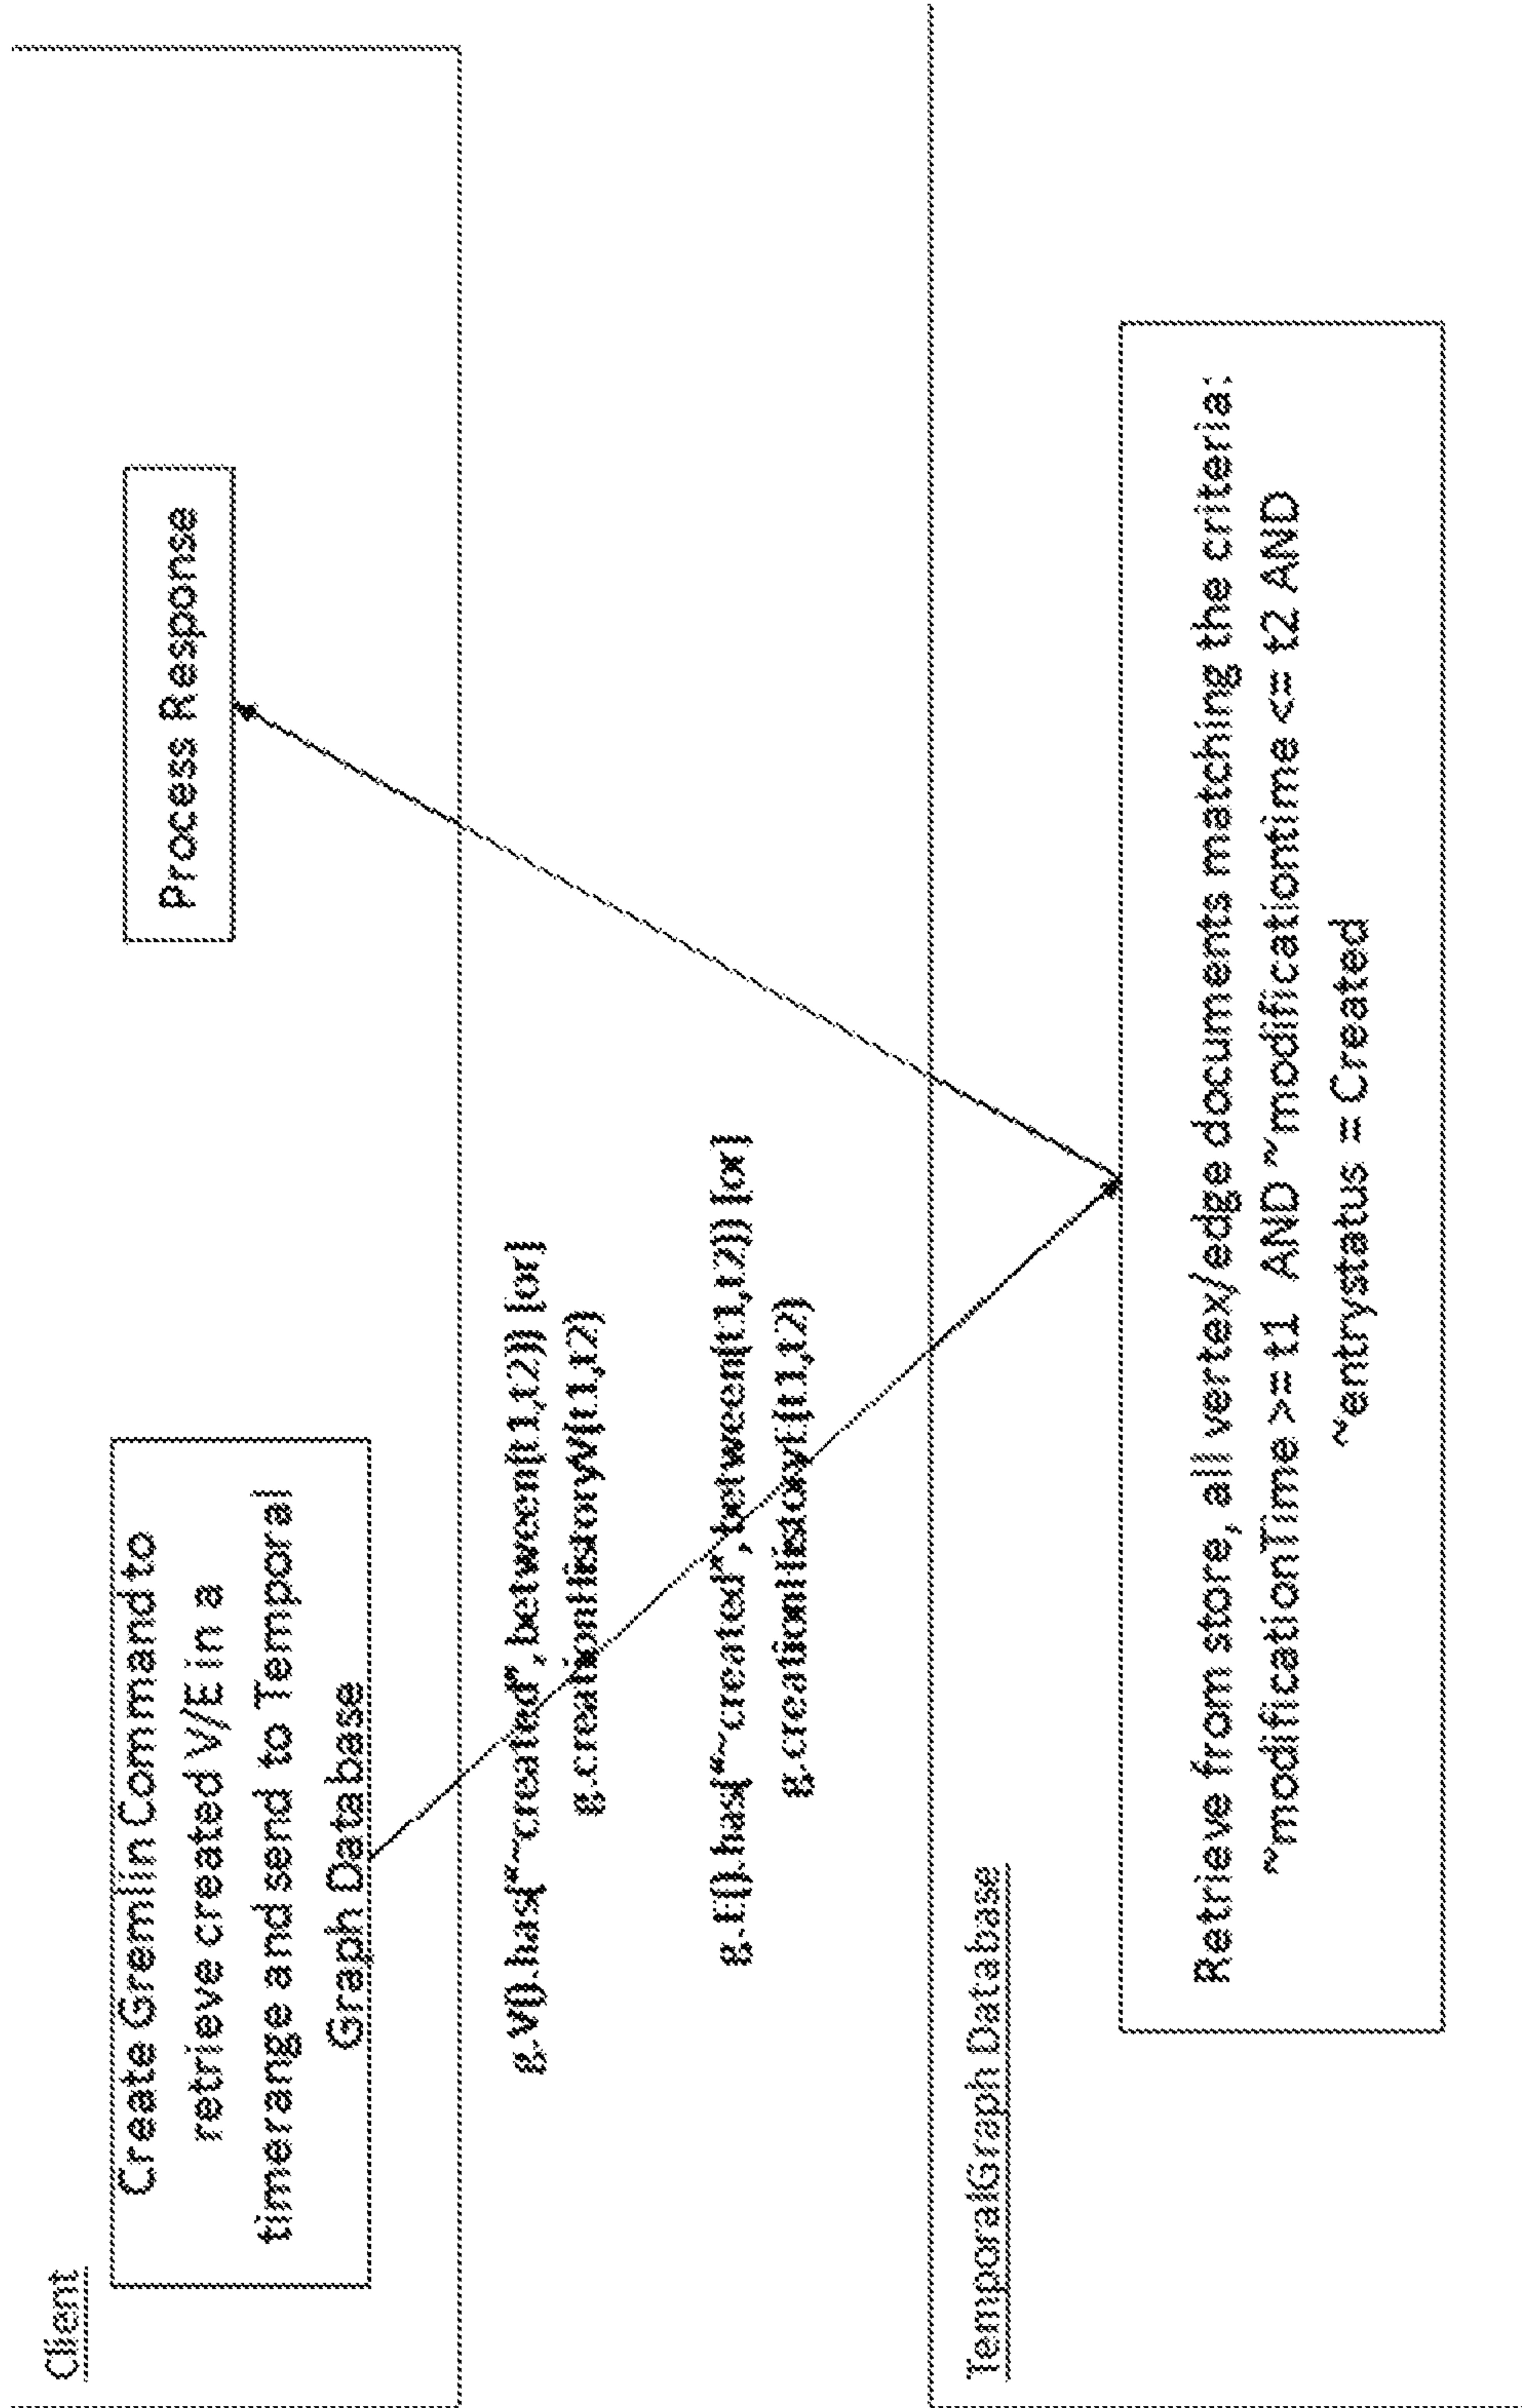 Client
Create Gremlin Command to
retrieve created V/E in a
timerange and send to Temporal
Graph Database
Process Response
g.V().has("~created",between(t1,t2)) [or]
g.creationHistoryV(t1,t2)
g.E().has("~created",between(t1,t2)) [or]
g.creationHistoryE(t1,t2)
TemporalGraph Database
Retrieve from store, all vertex/edge documents matching the criteria:
~modificationTime >= t1 AND ~modificationtime <= t2 AND
~entrystatus = Created